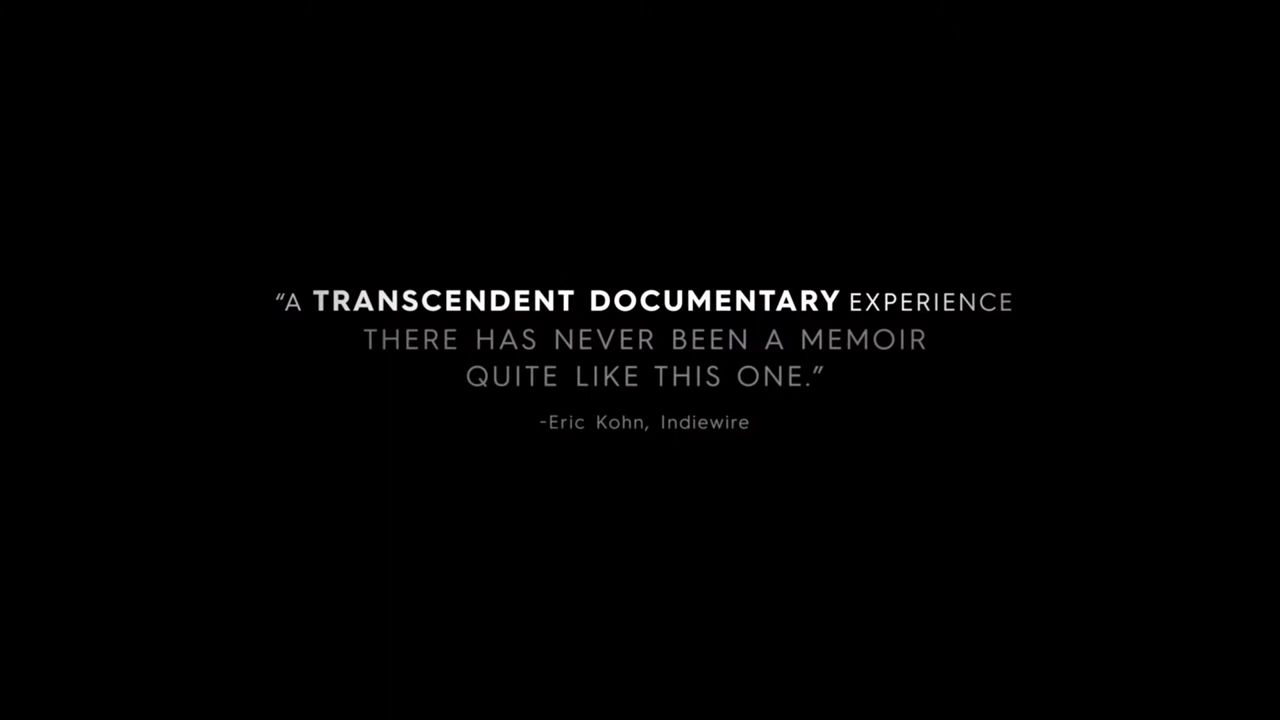 “A TRANSCENDENT DOCUMENTARY EXPERIENCE
THERE HAS NEVER BEEN A MEMOIR
QUITE LIKE THIS ONE.”
-Eric Kohn, Indiewire